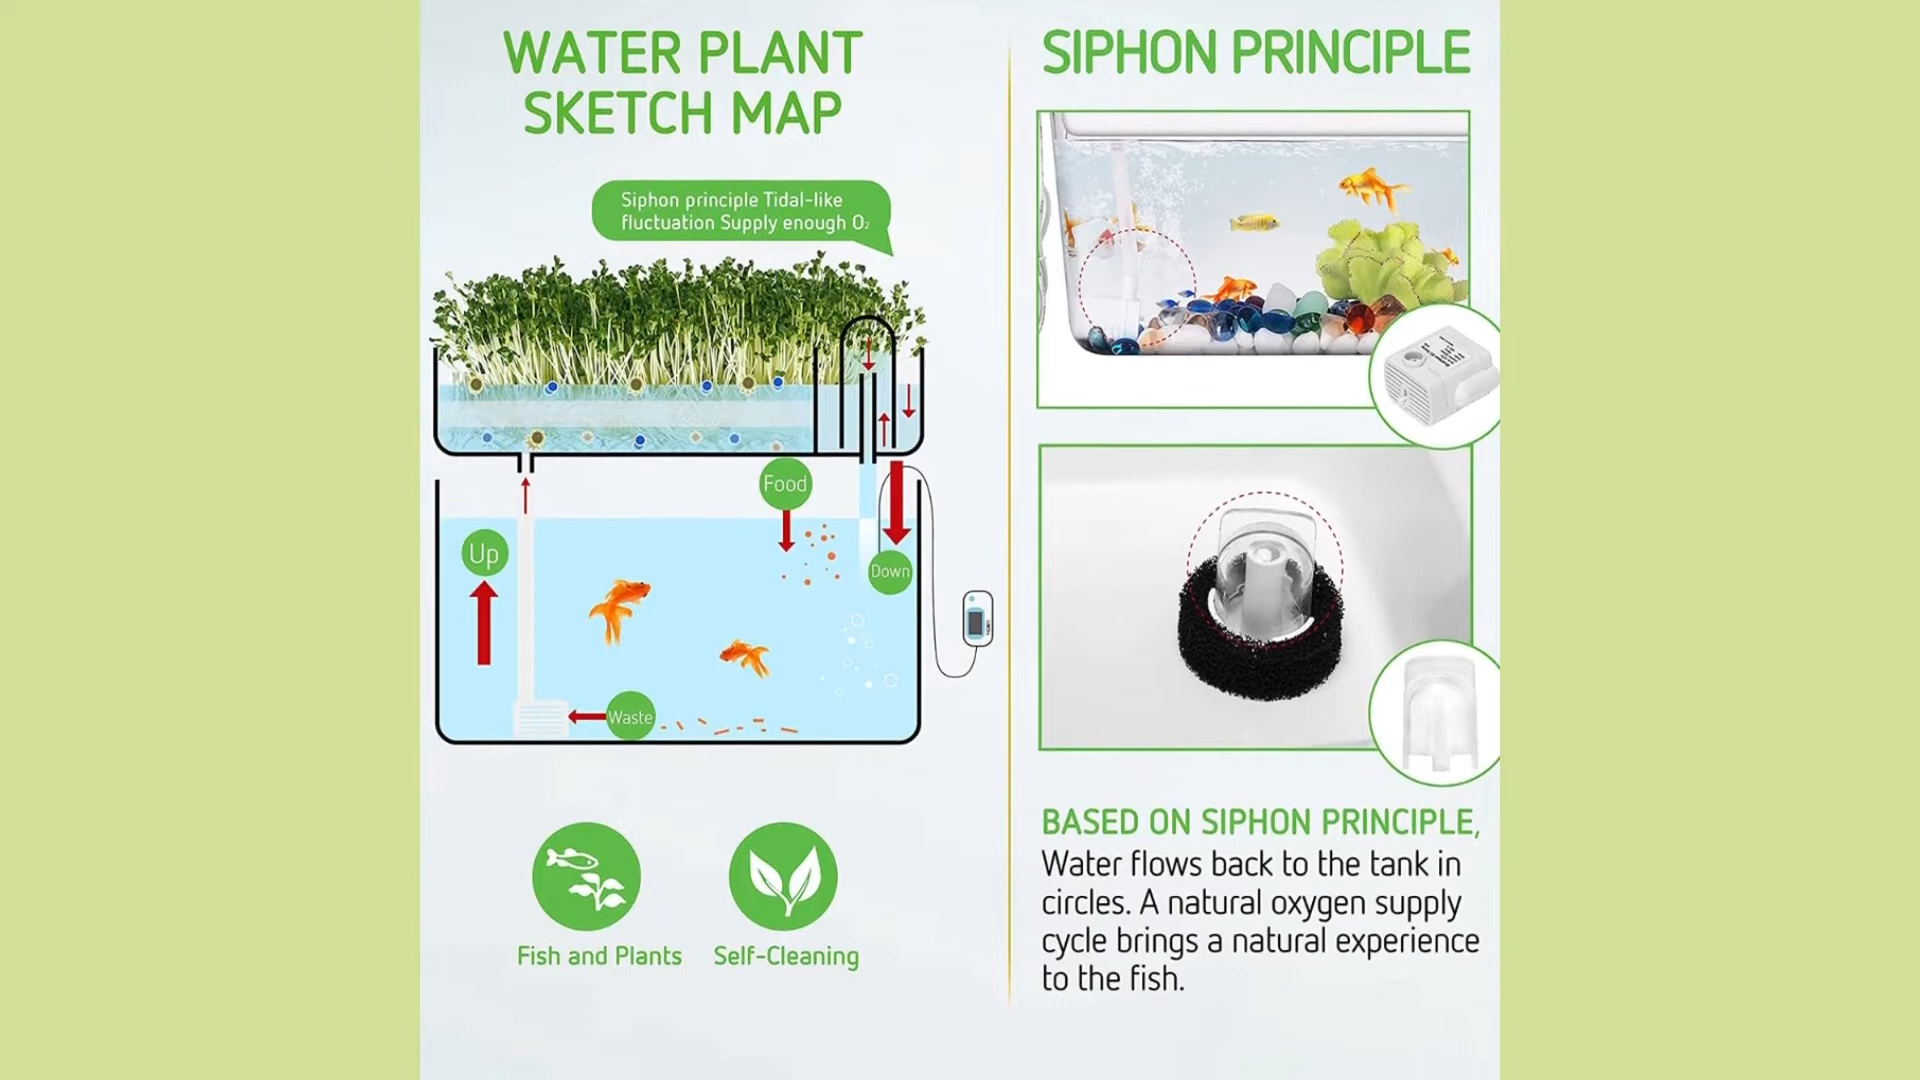 WATER PLANT
SKETCH MAP
Siphon principle Tidal-like
fluctuation Supply enough O₂
Food
Up
Down
Waste
Fish and Plants
Self-Cleaning
SIPHON PRINCIPLE
BASED ON SIPHON PRINCIPLE,
Water flows back to the tank in
circles. A natural oxygen supply
cycle brings a natural experience
to the fish.